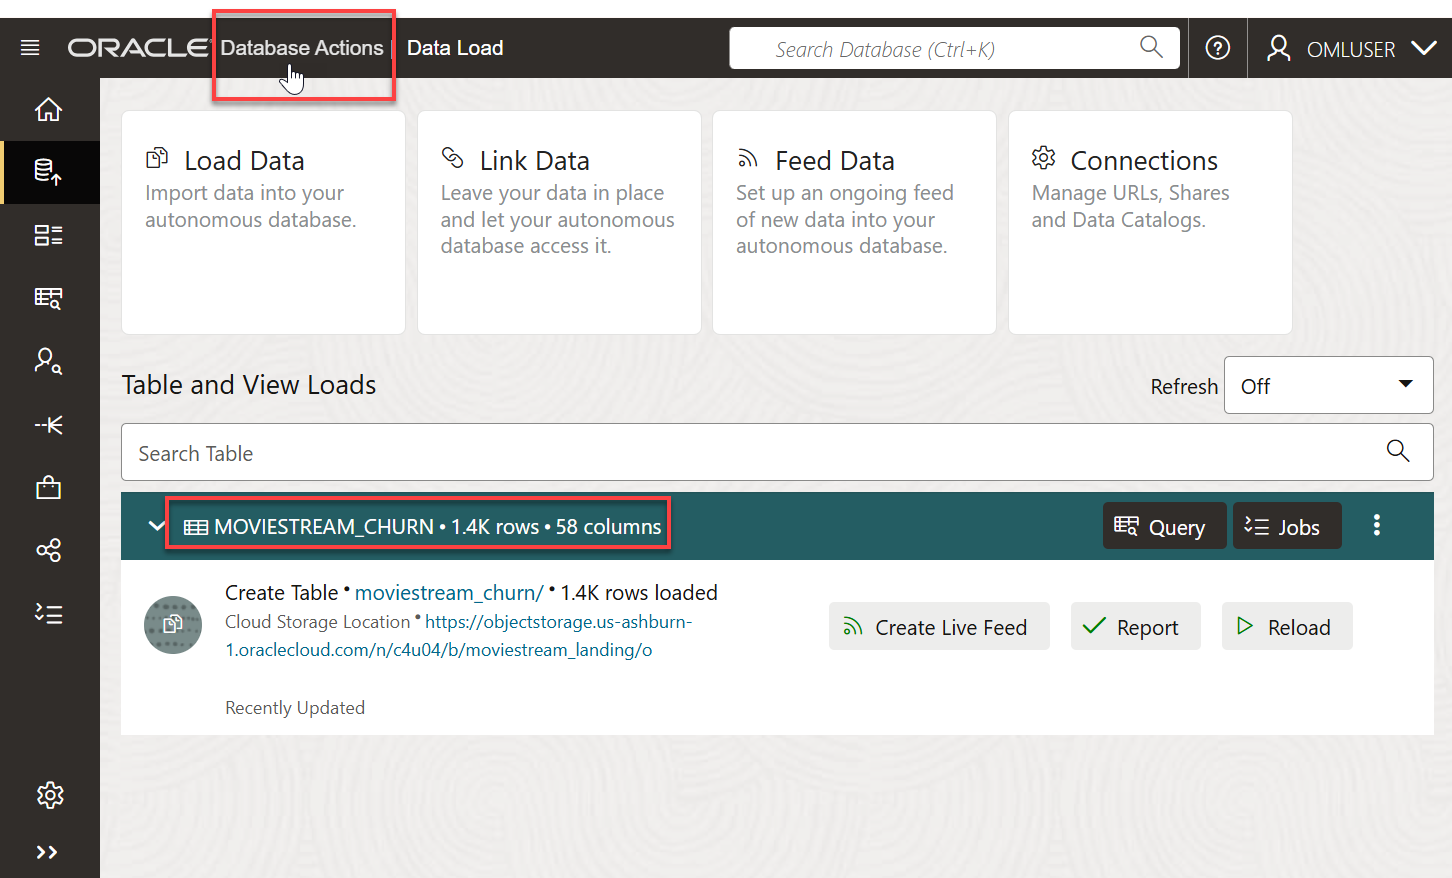 ORACLE Database Actions | Data Load
Search Database (Ctrl+K)
OMLUSER
Load Data
Import data into your
autonomous database.
Link Data
Leave your data in place
and let your autonomous
database access it.
Feed Data
Set up an ongoing feed
of new data into your
autonomous database.
Connections
Manage URLs, Shares
and Data Catalogs.
Table and View Loads
Refresh
Off
Search Table
MOVIESTREAM_CHURN • 1.4K rows • 58 columns
Query
Jobs
Create Table • moviestream_churn/ • 1.4K rows loaded
Cloud Storage Location • https://objectstorage.us-ashburn-
1.oraclecloud.com/n/c4u04/b/moviestream_landing/o
Recently Updated
Create Live Feed
Report
Reload